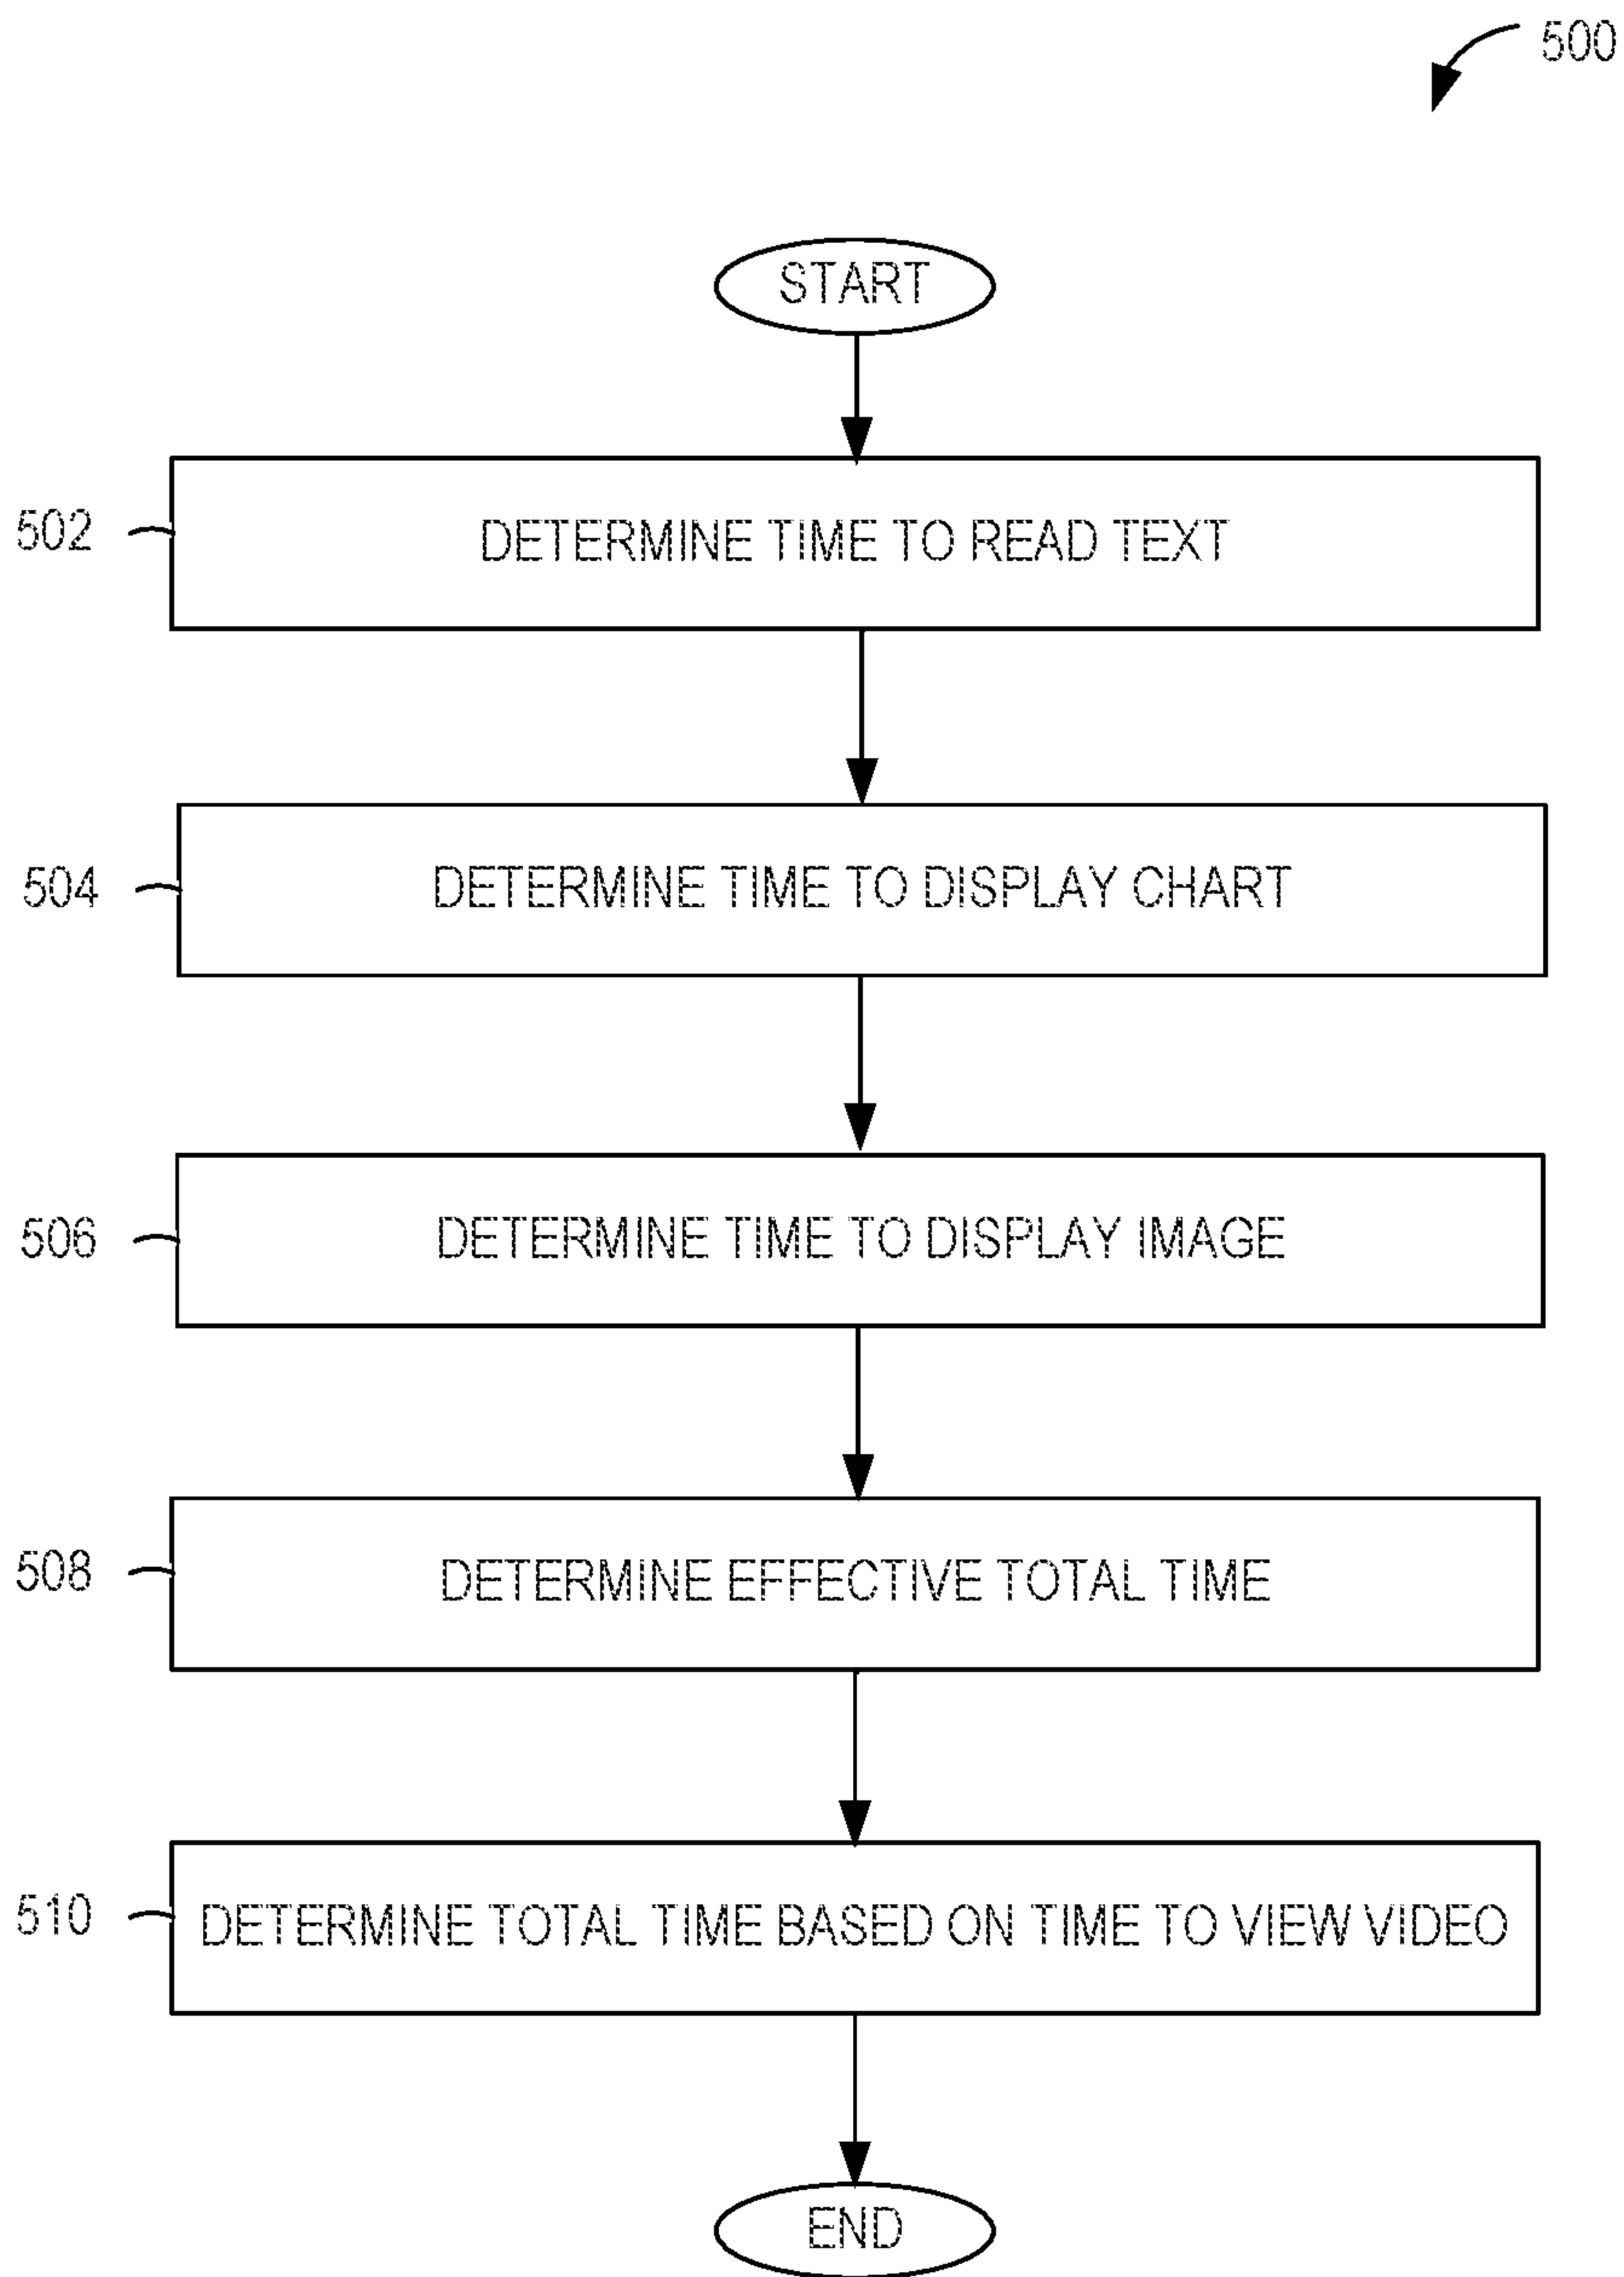 500
START
502
DETERMINE TIME TO READ TEXT
504
DETERMINE TIME TO DISPLAY CHART
506
DETERMINE TIME TO DISPLAY IMAGE
508
DETERMINE EFFECTIVE TOTAL TIME
510
DETERMINE TOTAL TIME BASED ON TIME TO VIEW VIDEO
END